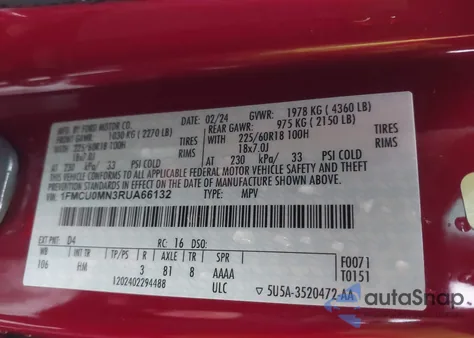 MFD. BY FORD MOTOR CO.
DATE: 02/24 GVWR: 1978 KG (4360 LB)
FRONT GAWR: 1030 KG (2270 LB) REAR GAWR: 975 KG (2150 LB)
WITH 225/60R18 100H TIRES WITH 225/60R18 100H TIRES
18x7.0J RIMS 18x7.0J RIMS
AT 230 kPa/ 33 PSI COLD AT 230 kPa/ 33 PSI COLD
THIS VEHICLE CONFORMS TO ALL APPLICABLE FEDERAL MOTOR VEHICLE SAFETY AND THEFT PREVENTION STANDARDS IN EFFECT ON THE DATE OF MANUFACTURE SHOWN ABOVE.
VIN: 1FMCU0MN3RUA66132 TYPE: MPV
EXT PNT: D4 RC: 16 DSO: F0071
WB TP/PS R AXLE TR SPR T0151
106 HM 3 81 8 AAAA
1202402294488 ULC 5U5A-3520472-AA
AutoSnap